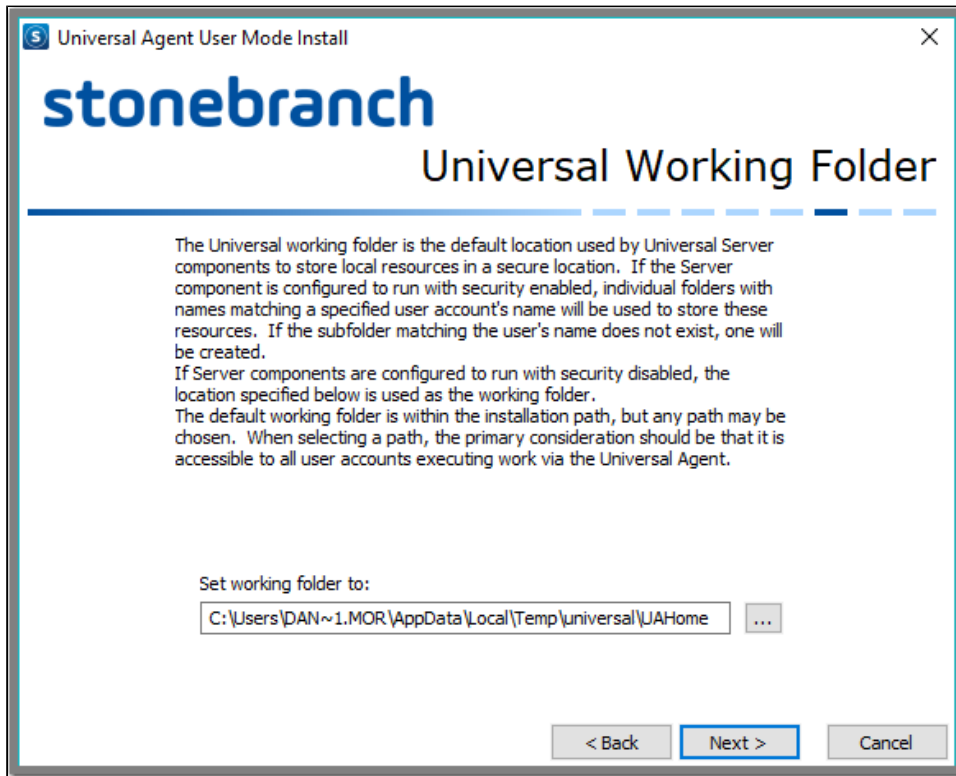 Universal Agent User Mode Install
stonebranch
Universal Working Folder
The Universal working folder is the default location used by Universal Server
components to store local resources in a secure location.  If the Server
component is configured to run with security enabled, individual folders with
names matching a specified user account's name will be used to store these
resources.  If the subfolder matching the user's name does not exist, one will
be created.
If Server components are configured to run with security disabled, the
location specified below is used as the working folder.
The default working folder is within the installation path, but any path may be
chosen.  When selecting a path, the primary consideration should be that it is
accessible to all user accounts executing work via the Universal Agent.
Set working folder to:
C:\Users\DAN~1.MOR\AppData\Local\Temp\universal\UAHome
...
< Back
Next >
Cancel